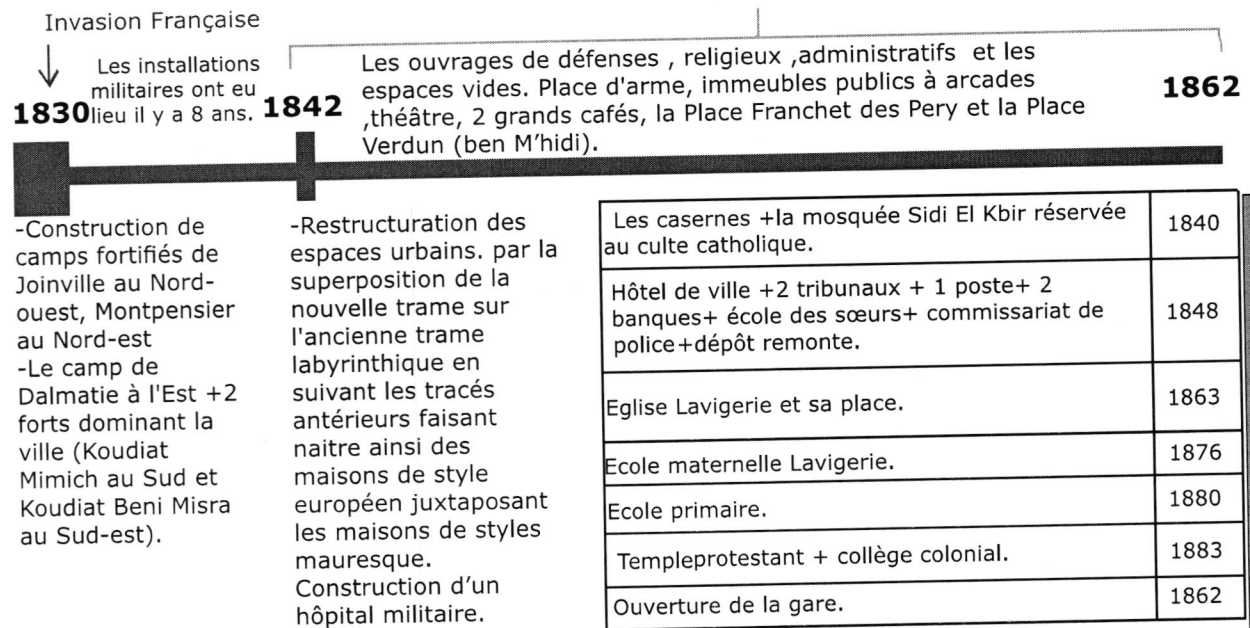 Invasion Française
Les installations
militaires ont eu
lieu il y a 8 ans.
1830
1842
Les ouvrages de défenses , religieux ,administratifs et les
espaces vides. Place d'arme, immeubles publics à arcades
,théâtre, 2 grands cafés, la Place Franchet des Pery et la Place
Verdun (ben M'hidi).
1862
-Construction de
camps fortifiés de
Joinville au Nord-
ouest, Montpensier
au Nord-est
-Le camp de
Dalmatie à l'Est +2
forts dominant la
ville (Koudiat
Mimich au Sud et
Koudiat Beni Misra
au Sud-est).
-Restructuration des
espaces urbains. par la
superposition de la
nouvelle trame sur
l'ancienne trame
labyrinthique en
suivant les tracés
antérieurs faisant
naitre ainsi des
maisons de style
européen juxtaposant
les maisons de styles
mauresque.
Construction d'un
hôpital militaire.
Les casernes +la mosquée Sidi El Kbir réservée
au culte catholique.
1840
Hôtel de ville +2 tribunaux + 1 poste+ 2
banques+ école des sœurs+ commissariat de
police+dépôt remonte.
1848
Eglise Lavigerie et sa place.
1863
Ecole maternelle Lavigerie.
1876
Ecole primaire.
1880
Templeprotestant + collège colonial.
1883
Ouverture de la gare.
1862